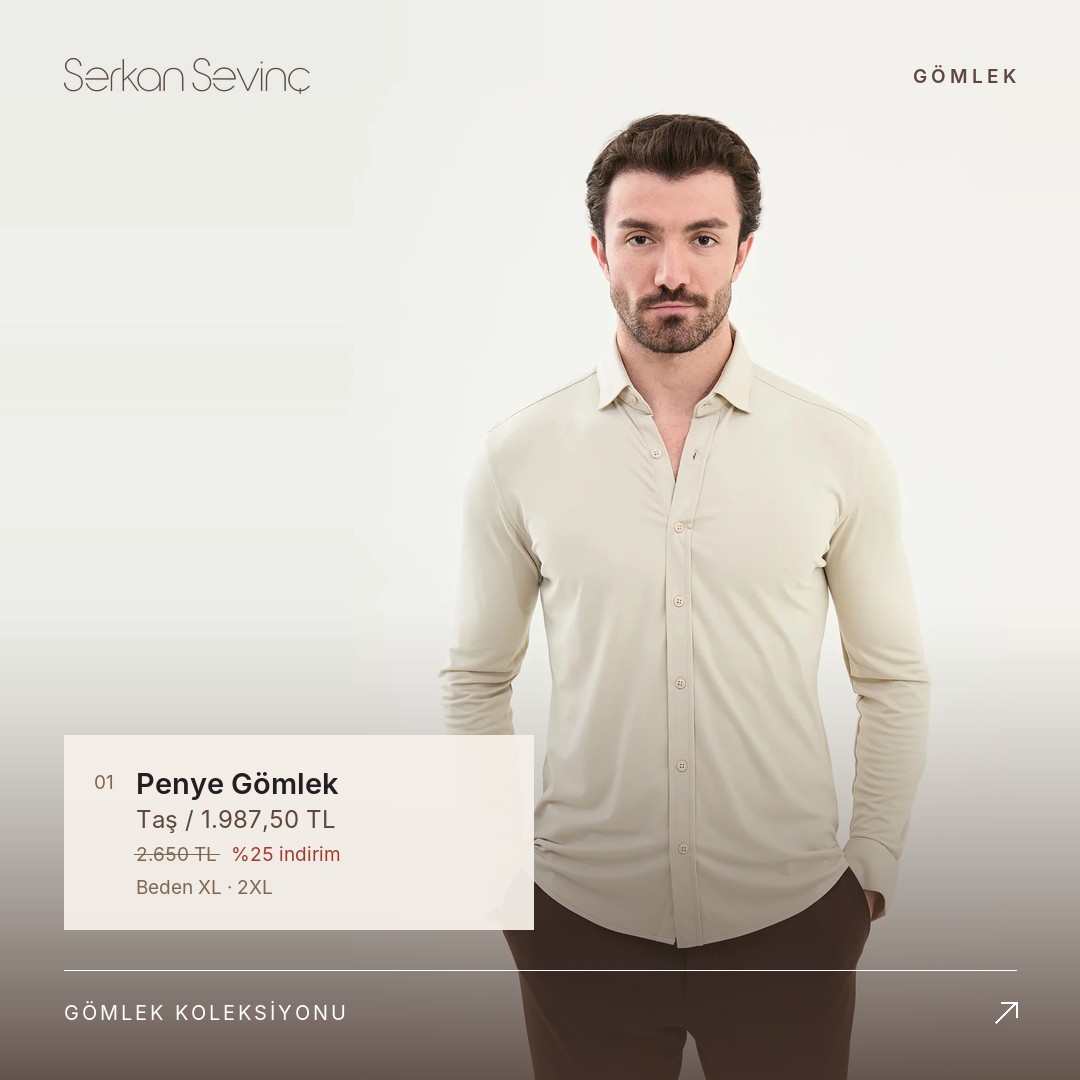 Serkan Sevinç
GÖMLEK
01
Penye Gömlek
Taş / 1.987,50 TL
2.650 TL %25 indirim
Beden XL · 2XL
GÖMLEK KOLEKSİYONU